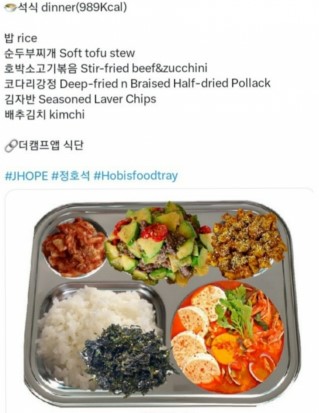 🍜석식 dinner(989Kcal)
밥 rice
순두부찌개 Soft tofu stew
호박소고기볶음 Stir-fried beef&zucchini
코다리강정 Deep-fried n Braised Half-dried Pollack
김자반 Seasoned Laver Chips
배추김치 kimchi
🔗더캠프앱 식단
#JHOPE #정호석 #Hobisfoodtray